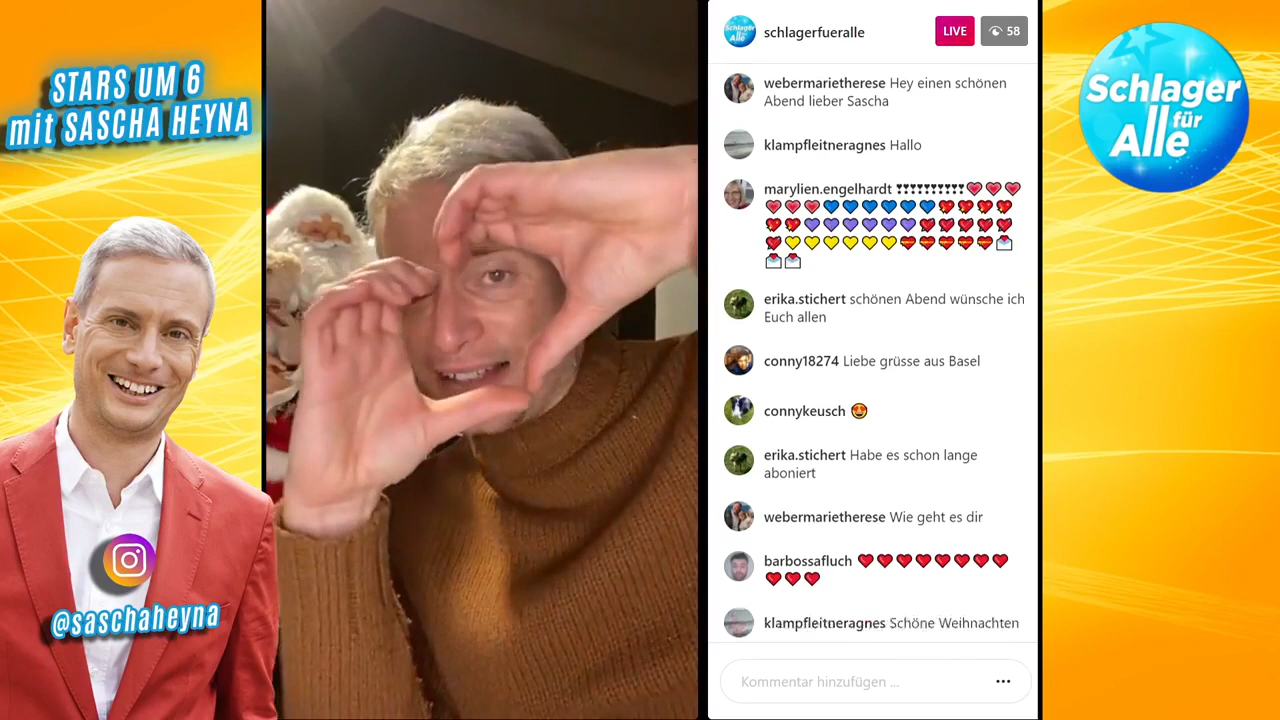 STARS UM 6
mit SASCHA HEYNA
@saschaheyna
schlagerfueralle
LIVE
58
webermarietherese Hey einen schönen
Abend lieber Sascha
klampfleitneragnes Hallo
marylien.engelhardt
erika.stichert schönen Abend wünsche ich
Euch allen
conny18274 Liebe grüsse aus Basel
connykeusch
erika.stichert Habe es schon lange
aboniert
webermarietherese Wie geht es dir
barbossafluch
klampfleitneragnes Schöne Weihnachten
Kommentar hinzufügen ...
Schlager
für
Alle